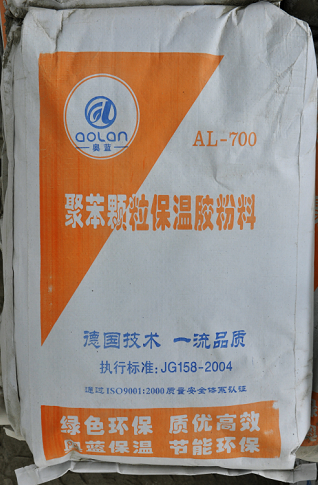 AOLAN
奥蓝
AL-700
聚苯颗粒保温胶粉料
德国技术 一流品质
执行标准:JG158-2004
通过ISO9001:2000质量安全体系认证
绿色环保 质优高效
奥蓝保温 节能环保